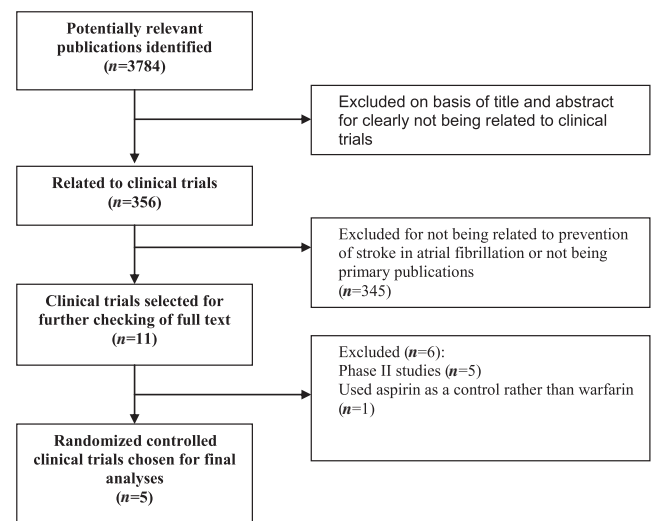 Potentially relevant
publications identified
(n=3784)
Excluded on basis of title and abstract
for clearly not being related to clinical
trials
Related to clinical trials
(n=356)
Excluded for not being related to prevention
of stroke in atrial fibrillation or not being
primary publications
(n=345)
Clinical trials selected for
further checking of full text
(n=11)
Excluded (n=6):
Phase II studies (n=5)
Used aspirin as a control rather than warfarin
(n=1)
Randomized controlled
clinical trials chosen for final
analyses
(n=5)